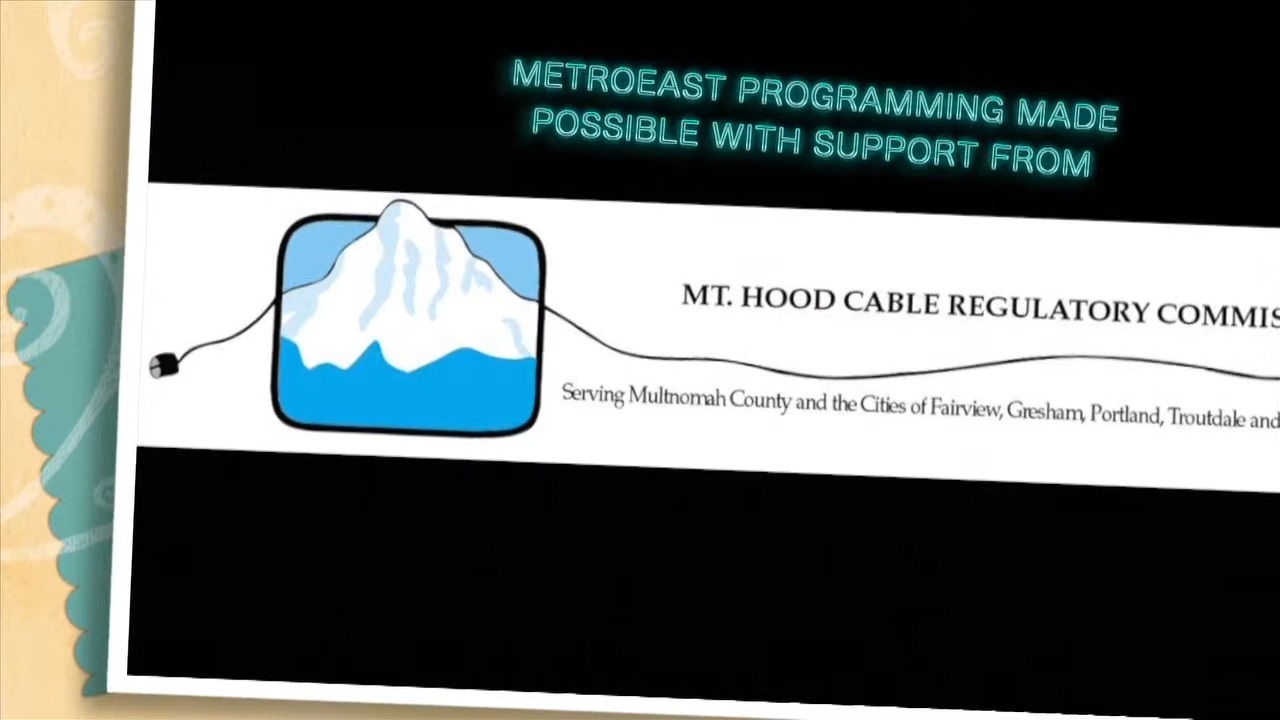 METROEAST PROGRAMMING MADE
POSSIBLE WITH SUPPORT FROM
MT. HOOD CABLE REGULATORY
Serving Multnomah County and the Cities of Fairview, Gresham, Portland, Troutdale and